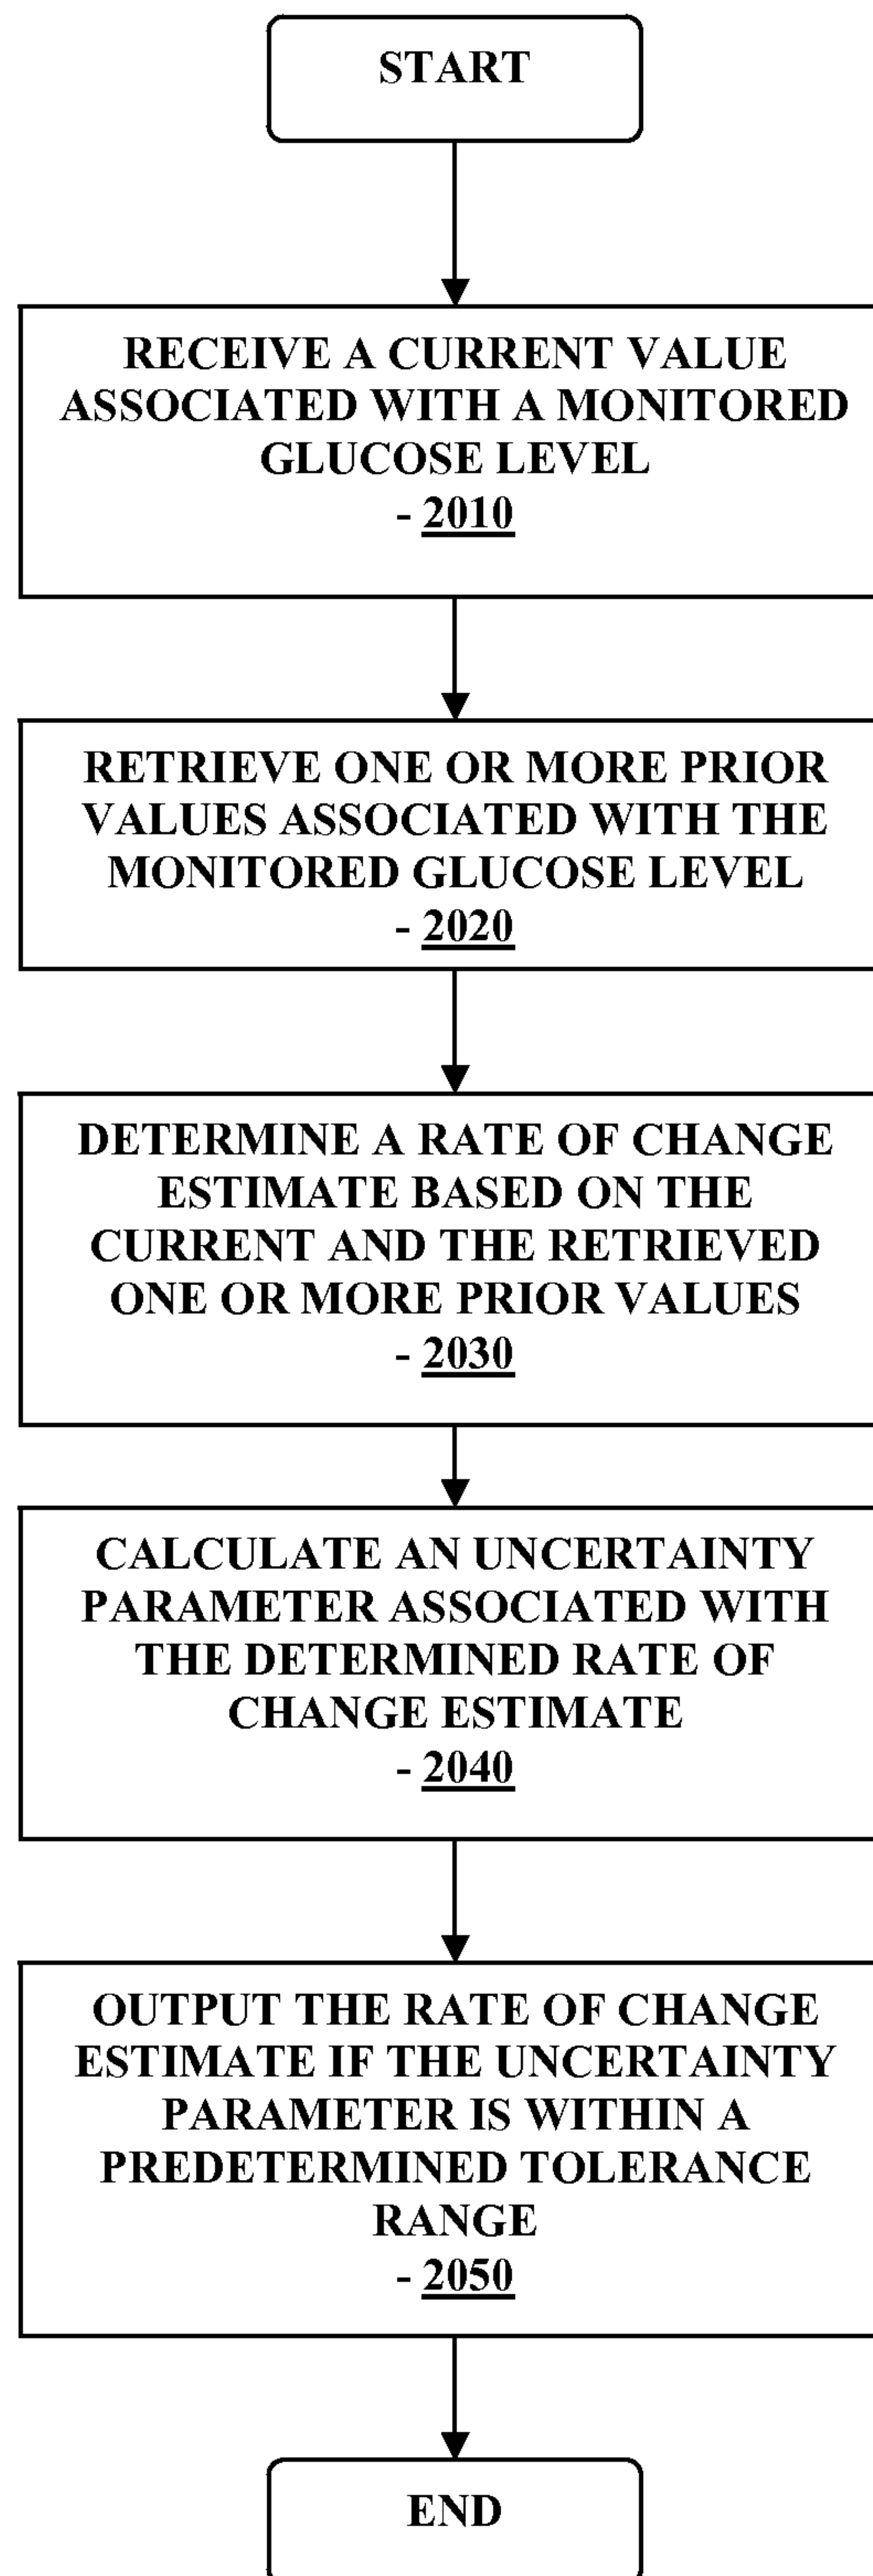 START
RECEIVE A CURRENT VALUE
ASSOCIATED WITH A MONITORED
GLUCOSE LEVEL
- 2010
RETRIEVE ONE OR MORE PRIOR
VALUES ASSOCIATED WITH THE
MONITORED GLUCOSE LEVEL
- 2020
DETERMINE A RATE OF CHANGE
ESTIMATE BASED ON THE
CURRENT AND THE RETRIEVED
ONE OR MORE PRIOR VALUES
- 2030
CALCULATE AN UNCERTAINTY
PARAMETER ASSOCIATED WITH
THE DETERMINED RATE OF
CHANGE ESTIMATE
- 2040
OUTPUT THE RATE OF CHANGE
ESTIMATE IF THE UNCERTAINTY
PARAMETER IS WITHIN A
PREDETERMINED TOLERANCE
RANGE
- 2050
END